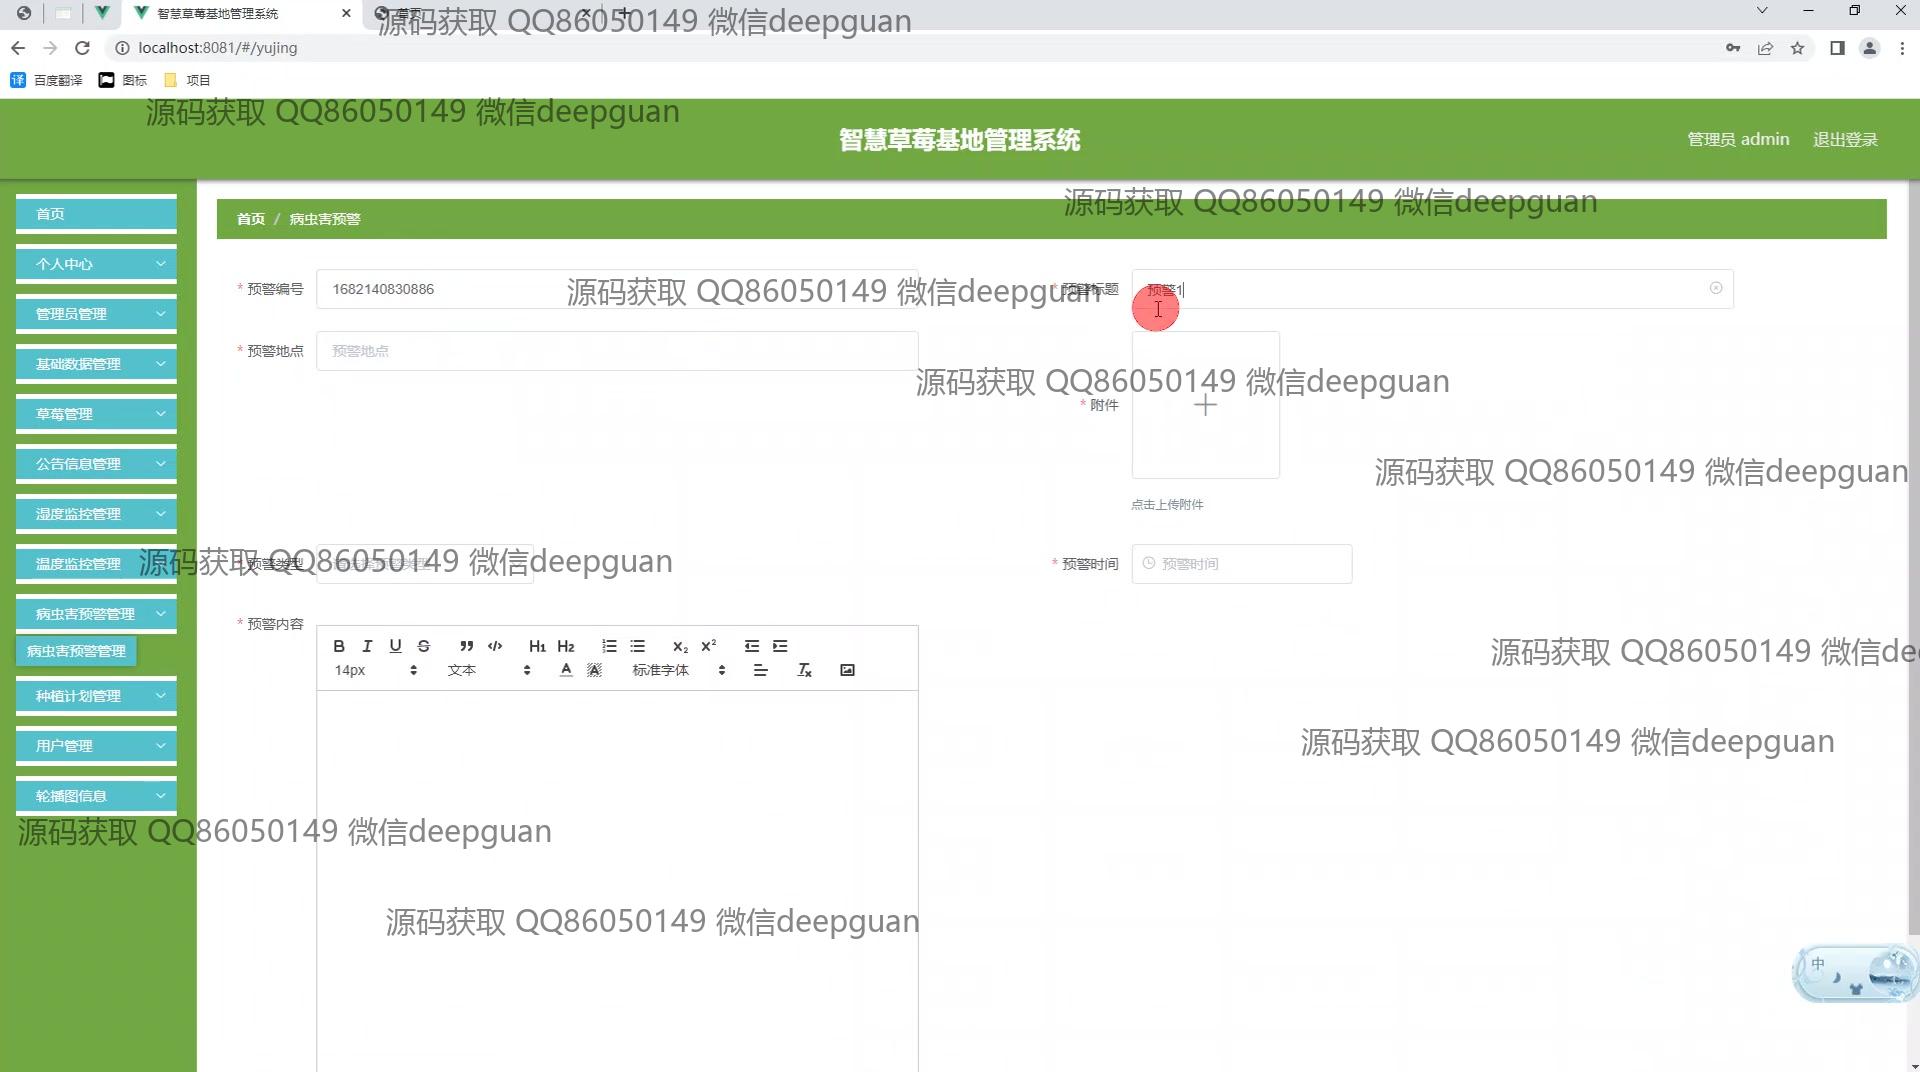 智慧草莓基地管理系统
首页
源码获取 QQ86050149 微信deepguan
localhost:8081/#/yujing
百度翻译 图标 项目
源码获取 QQ86050149 微信deepguan
智慧草莓基地管理系统
管理员 admin 退出登录
源码获取 QQ86050149 微信deepguan
首页
首页 / 病虫害预警
个人中心
* 预警编号 1682140830886
* 预警标题 预警1
源码获取 QQ86050149 微信deepguan
管理员管理
* 预警地点 预警地点
基础数据管理
源码获取 QQ86050149 微信deepguan
* 附件
草莓管理
公告信息管理
源码获取 QQ86050149 微信deepguan
点击上传附件
湿度监控管理
温度监控管理
* 预警类型
源码获取 QQ86050149 微信deepguan
* 预警时间 预警时间
病虫害预警管理
* 预警内容
病虫害预警管理
B I U S ” </> H1 H2 X2 X2
14px 文本 A A 标准字体 Tx
源码获取 QQ86050149 微信de
种植计划管理
用户管理
源码获取 QQ86050149 微信deepguan
轮播图信息
源码获取 QQ86050149 微信deepguan
源码获取 QQ86050149 微信deepguan
中